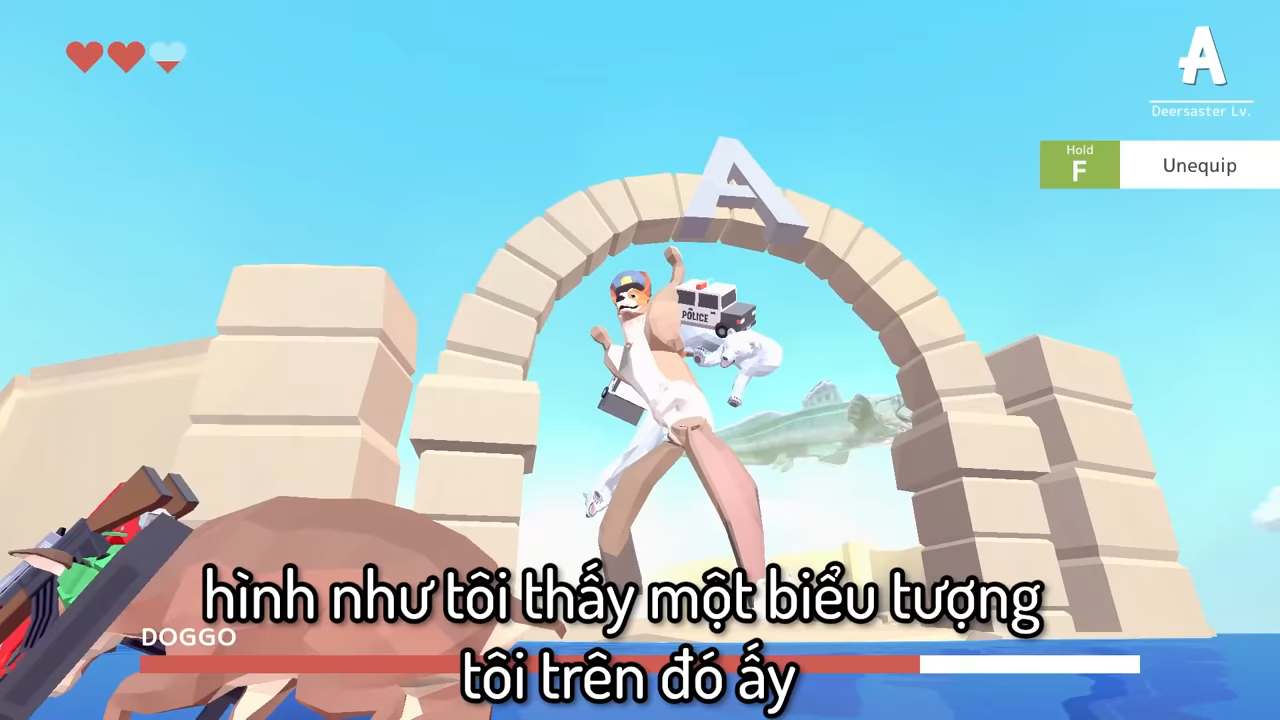 A
Deersaster Lv.
Hold
F
Unequip
A
POLICE
hình như tôi thấy một biểu tượng
DOGGO
tôi trên đó ấy